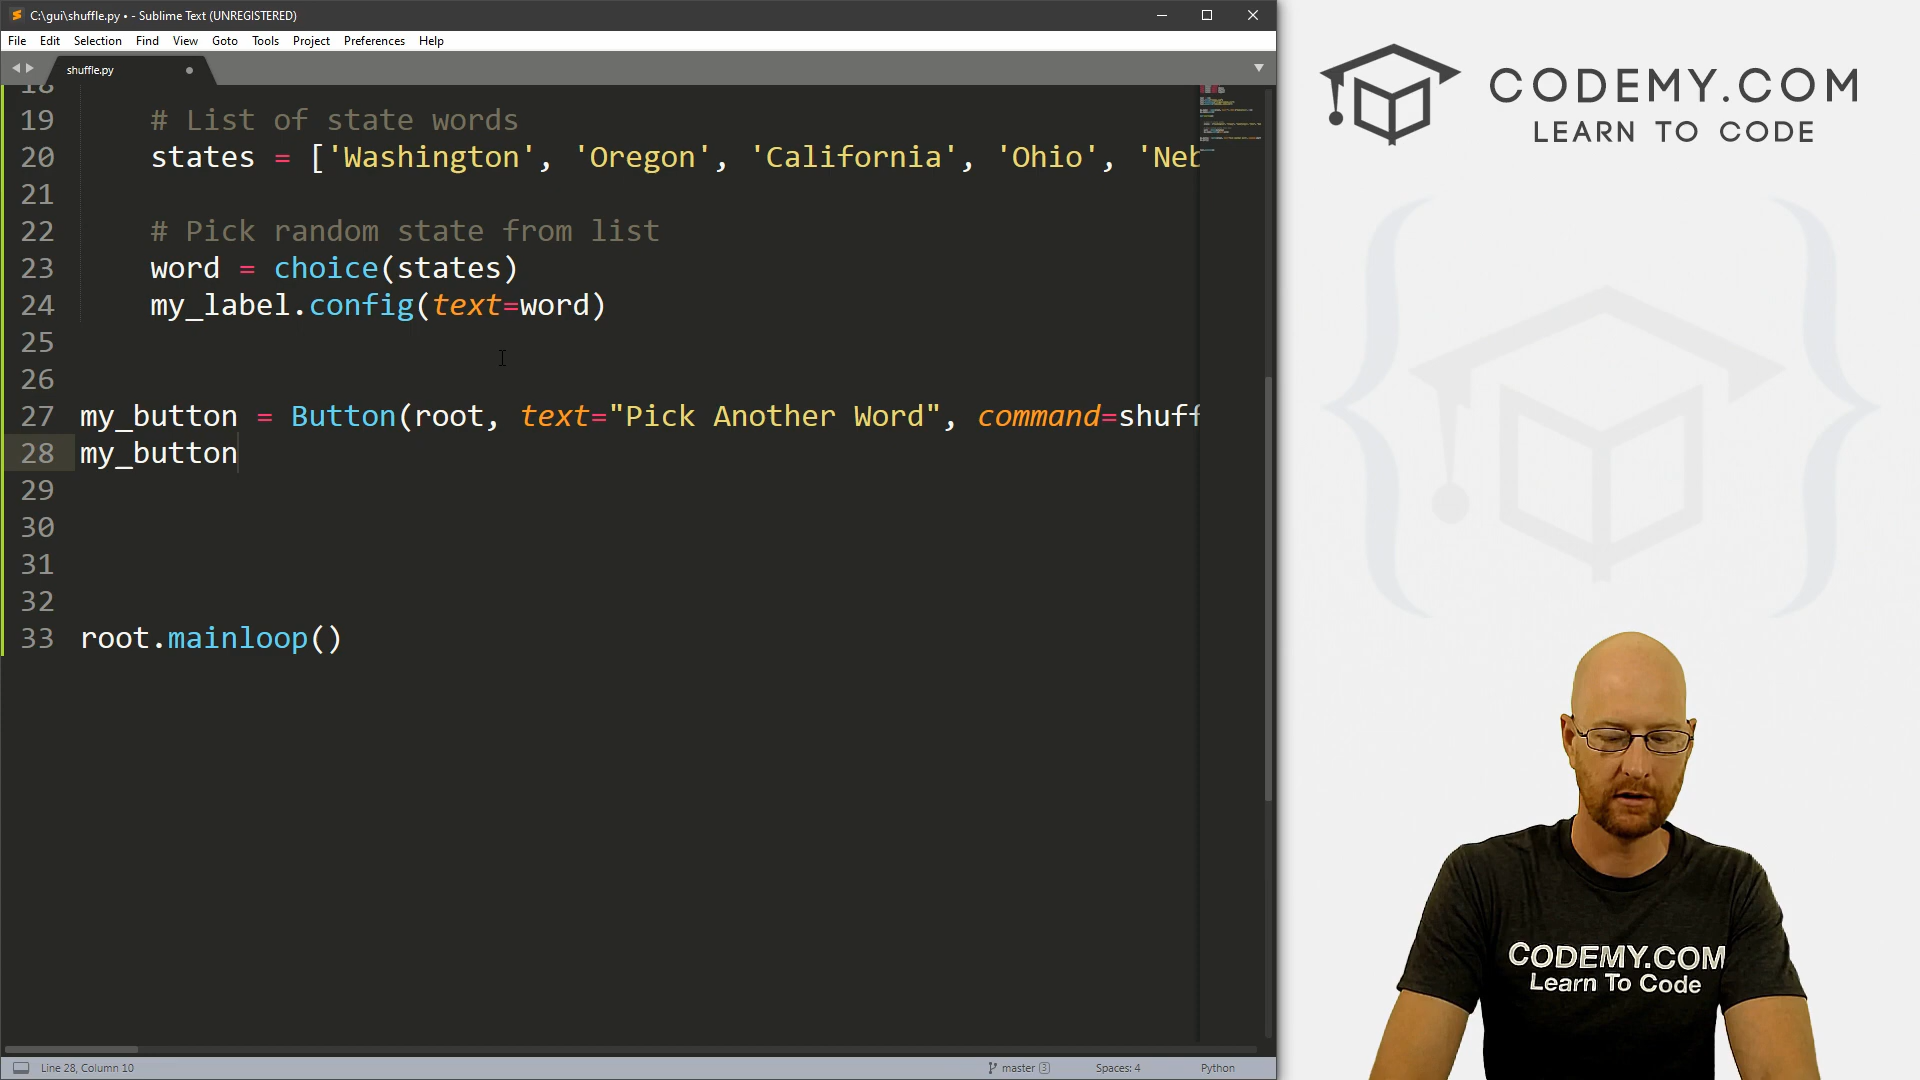 C:\gui\shuffle.py • - Sublime Text (UNREGISTERED)
File Edit Selection Find View Goto Tools Project Preferences Help
shuffle.py
18
19 # List of state words
20 states = ['Washington', 'Oregon', 'California', 'Ohio', 'Neb
21
22 # Pick random state from list
23 word = choice(states)
24 my_label.config(text=word)
25
26
27 my_button = Button(root, text="Pick Another Word", command=shuff
28 my_button
29
30
31
32
33 root.mainloop()
Line 28, Column 10
master 3
Spaces: 4
Python
CODEMY.COM
LEARN TO CODE
CODEMY.COM
Learn To Code